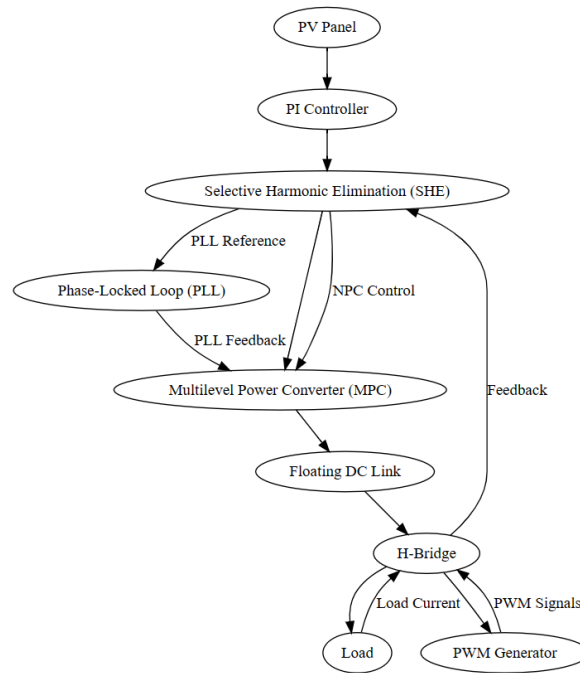 PV Panel
PI Controller
Selective Harmonic Elimination (SHE)
PLL Reference
Phase-Locked Loop (PLL)
NPC Control
PLL Feedback
Multilevel Power Converter (MPC)
Feedback
Floating DC Link
H-Bridge
Load Current
PWM Signals
Load
PWM Generator